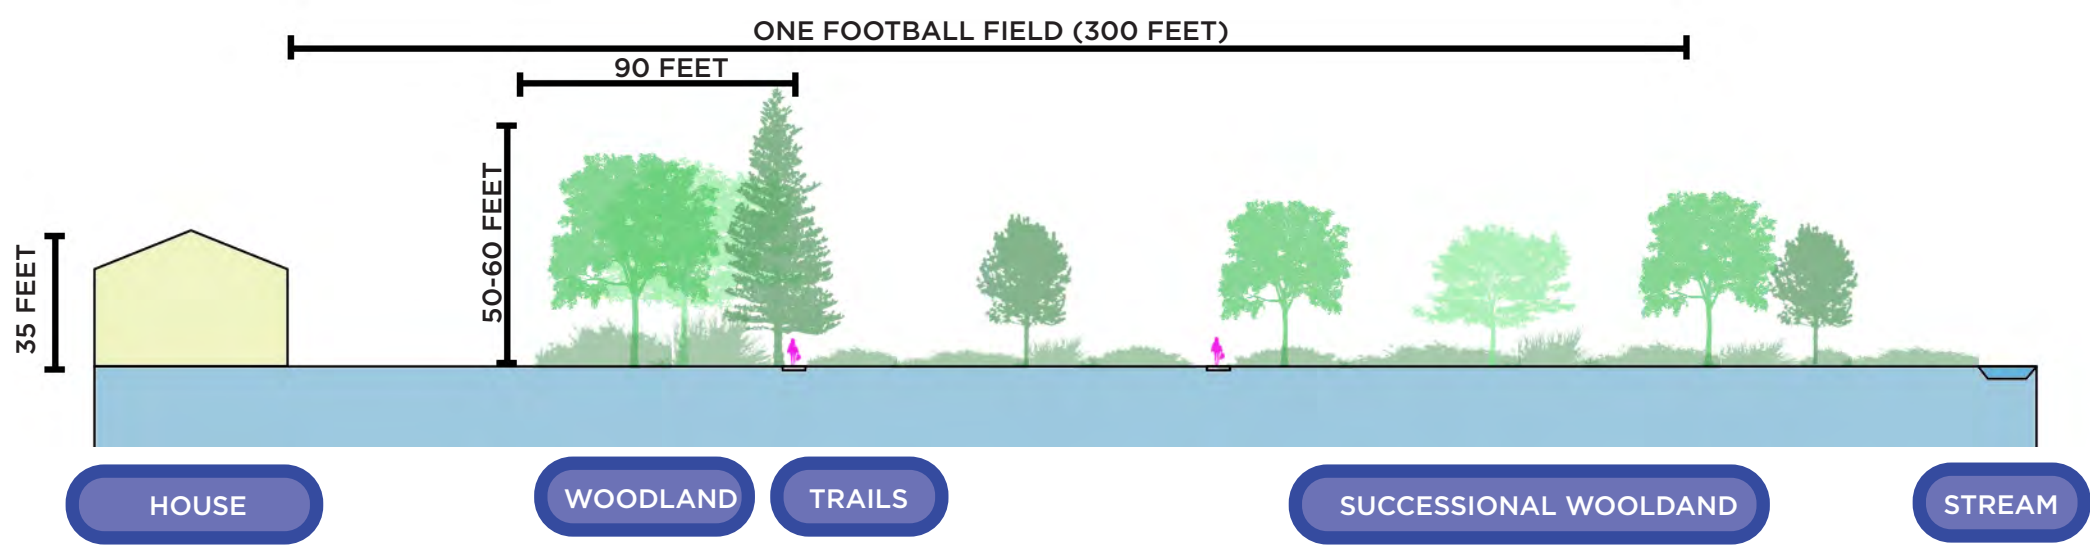 ONE FOOTBALL FIELD (300 FEET)
90 FEET
50-60 FEET
35 FEET
HOUSE
WOODLAND
TRAILS
SUCCESSIONAL WOOLDAND
STREAM